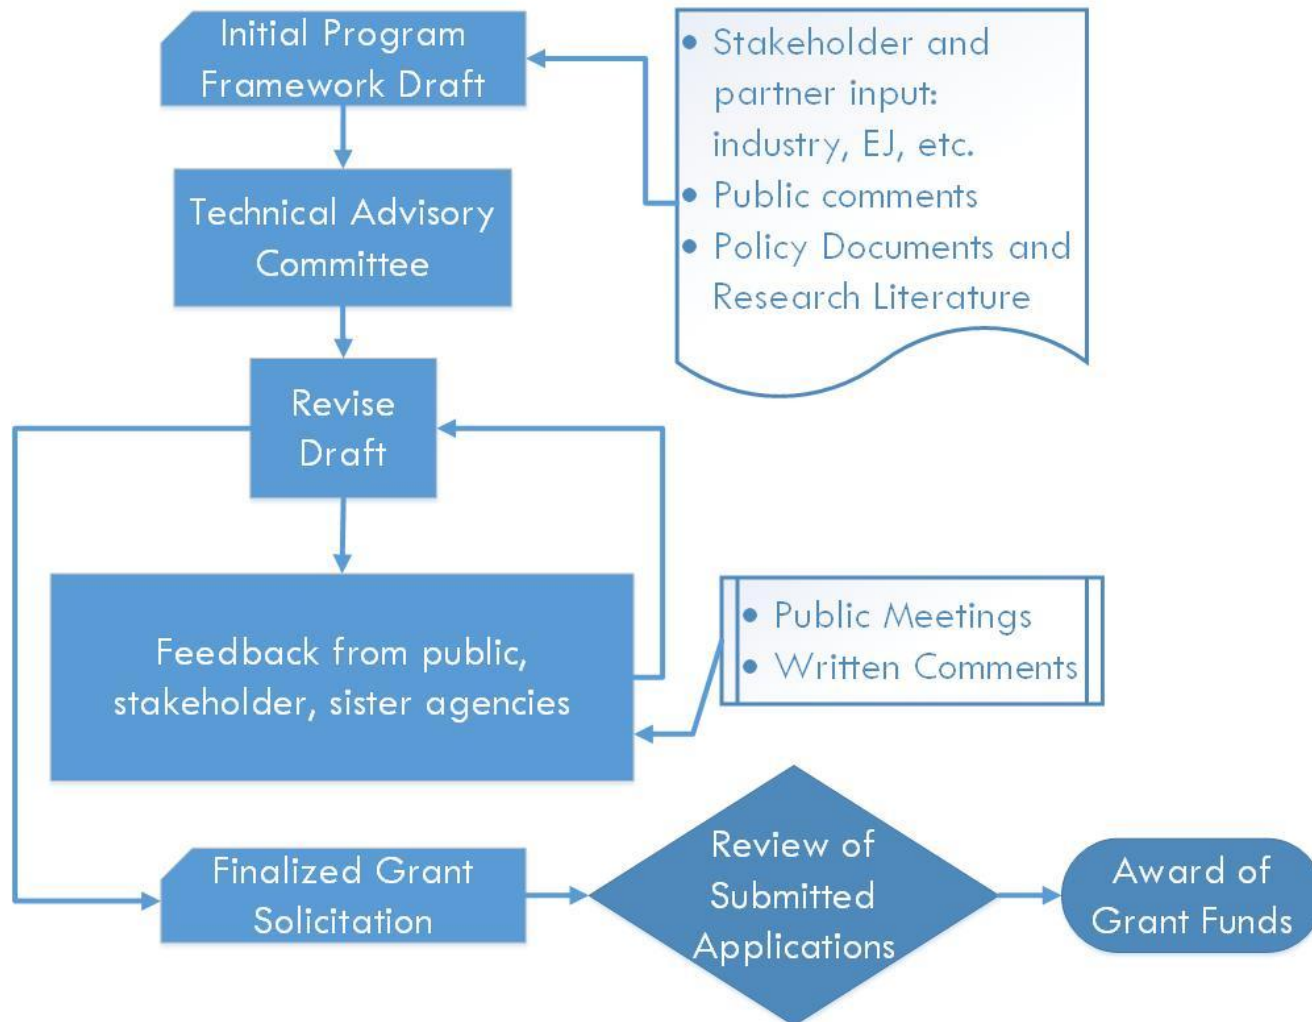 Initial Program
Framework Draft
• Stakeholder and
partner input:
industry, EJ, etc.
• Public comments
• Policy Documents and
Research Literature
Technical Advisory
Committee
Revise
Draft
Feedback from public,
stakeholder, sister agencies
• Public Meetings
• Written Comments
Finalized Grant
Solicitation
Review of
Submitted
Applications
Award of
Grant Funds